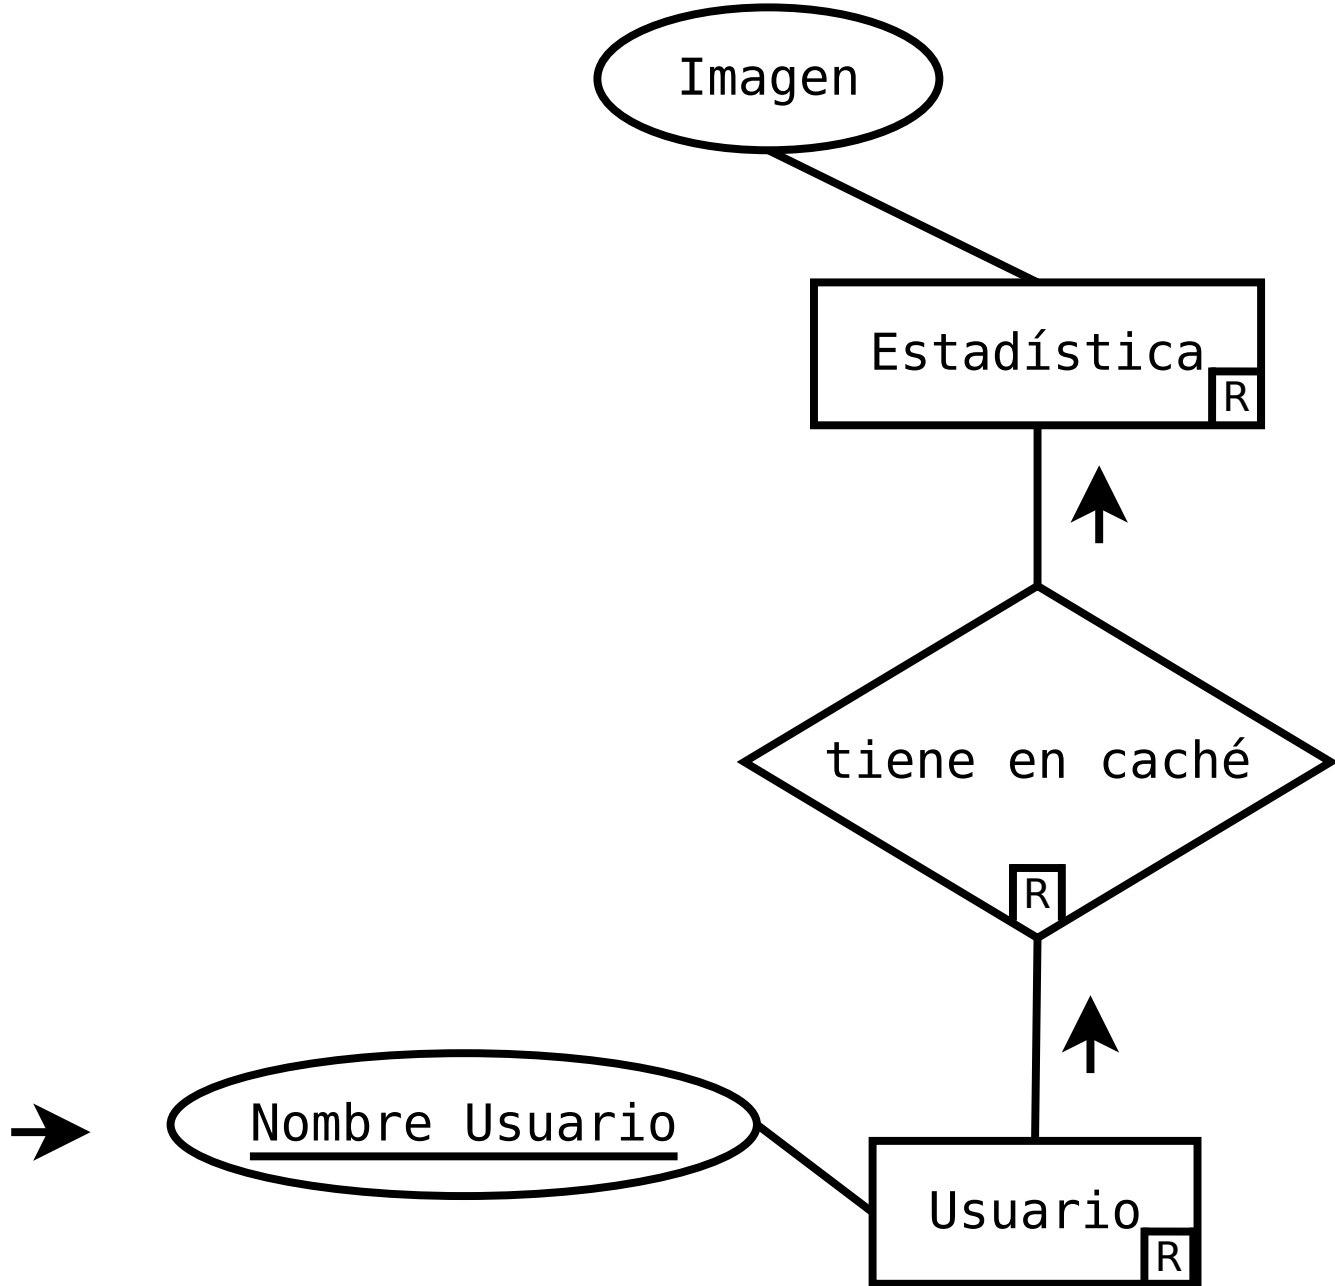 Imagen
Estadística
R
tiene en caché
R
Nombre Usuario
Usuario
R